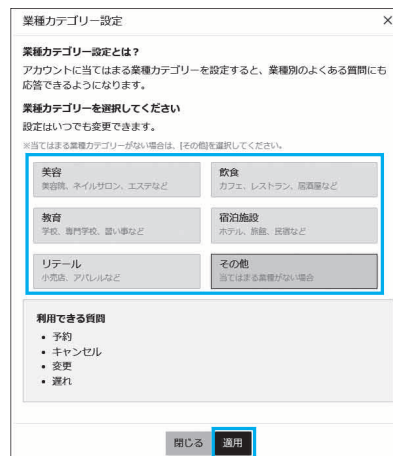 業種カテゴリー設定
×
業種カテゴリー設定とは？
アカウントに当てはまる業種カテゴリーを設定すると、業種別のよくある質問にも
応答できるようになります。
業種カテゴリーを選択してください
設定はいつでも変更できます。
※当てはまる業種カテゴリーがない場合は、[その他]を選択してください。
美容
美容院、ネイルサロン、エステなど
飲食
カフェ、レストラン、居酒屋など
教育
学校、専門学校、習い事など
宿泊施設
ホテル、旅館、民宿など
リテール
小売店、アパレルなど
その他
当てはまる業種がない場合
利用できる質問
• 予約
• キャンセル
• 変更
• 遅れ
閉じる
適用